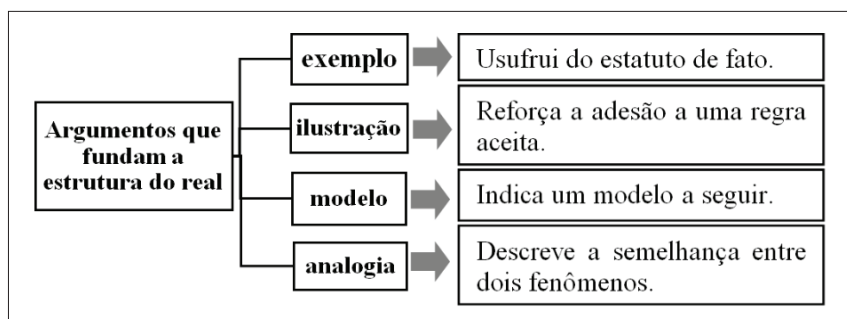 Argumentos que
fundam a
estrutura do real
exemplo
Usufrui do estatuto de fato.
ilustração
Reforça a adesão a uma regra
aceita.
modelo
Indica um modelo a seguir.
analogia
Descreve a semelhança entre
dois fenômenos.